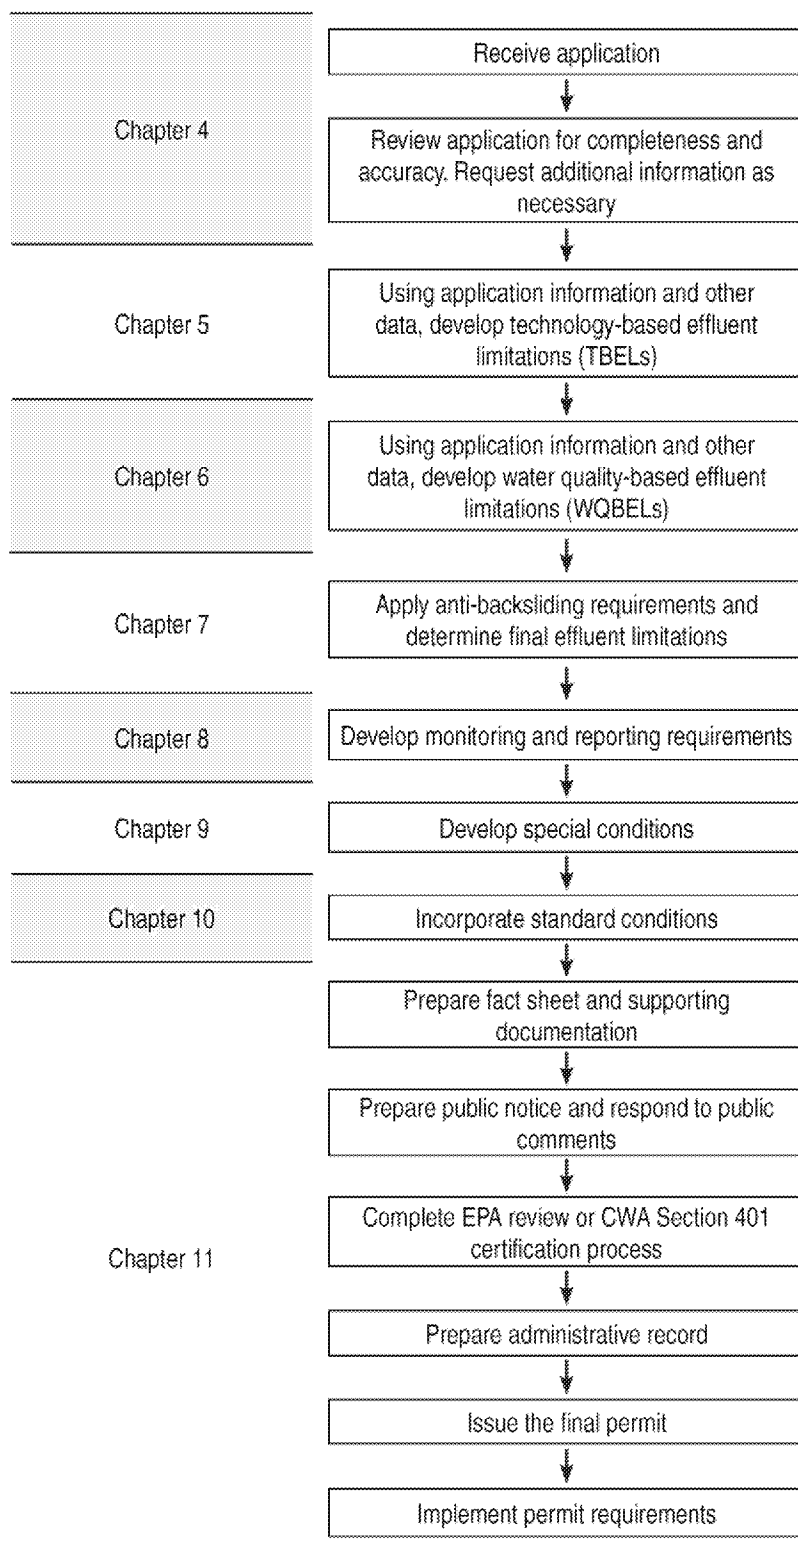 Chapter 4
Receive application
Review application for completeness and
accuracy. Request additional information as
necessary
Chapter 5
Using application information and other
data, develop technology-based effluent
limitations (TBELs)
Chapter 6
Using application information and other
data, develop water quality-based effluent
limitations (WQBELs)
Chapter 7
Apply anti-backsliding requirements and
determine final effluent limitations
Chapter 8
Develop monitoring and reporting requirements
Chapter 9
Develop special conditions
Chapter 10
Incorporate standard conditions
Chapter 11
Prepare fact sheet and supporting
documentation
Prepare public notice and respond to public
comments
Complete EPA review or CWA Section 401
certification process
Prepare administrative record
Issue the final permit
Implement permit requirements